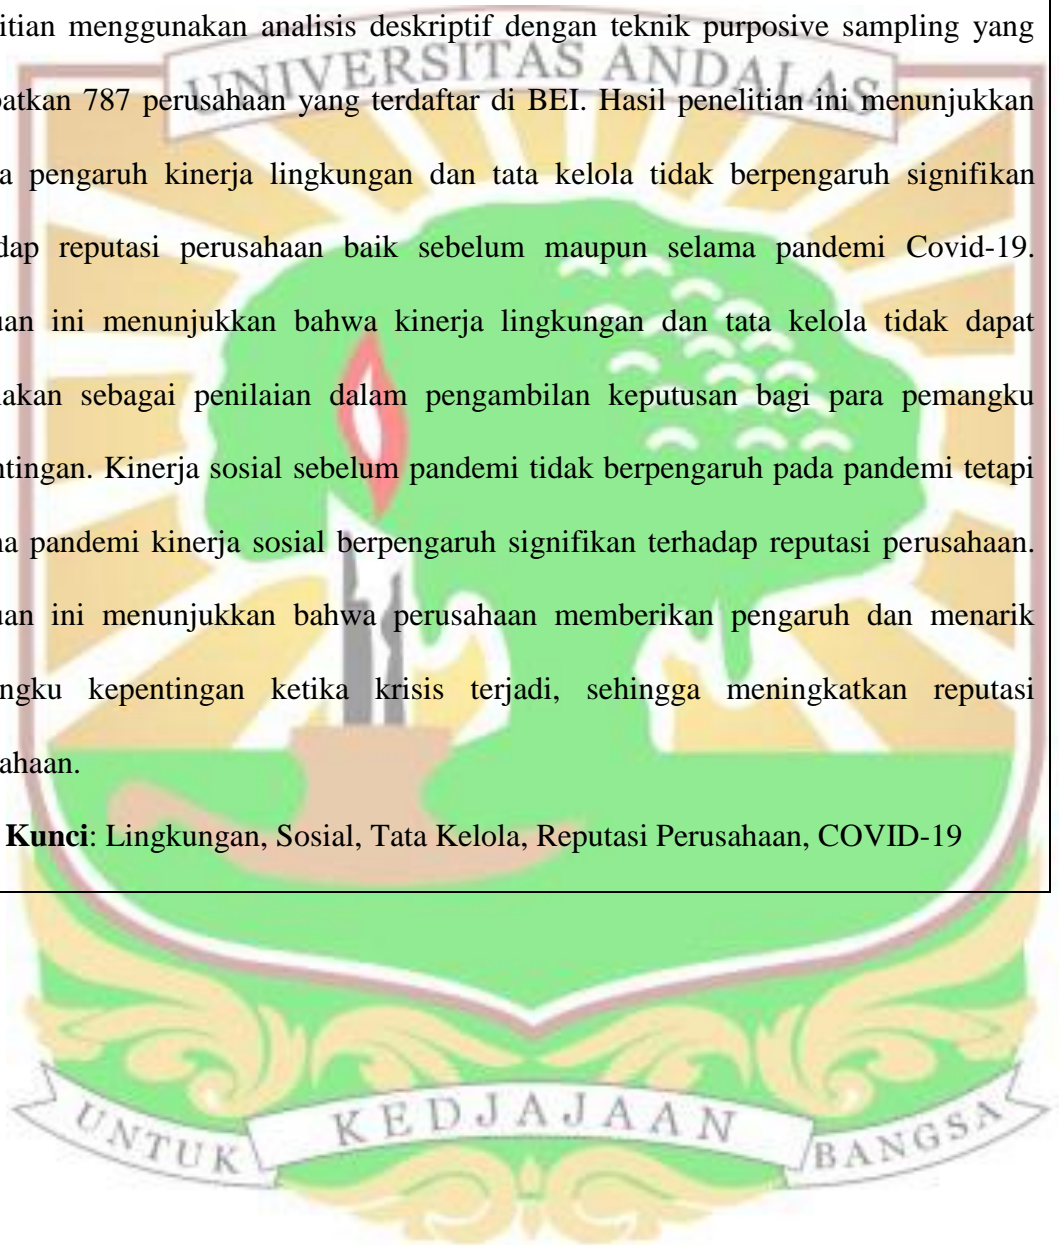 itian menggunakan analisis deskriptif dengan teknik purposive sampling yang
UNIVERSITAS ANDALAS
patkan 787 perusahaan yang terdaftar di BEI. Hasil penelitian ini menunjukkan
a pengaruh kinerja lingkungan dan tata kelola tidak berpengaruh signifikan
dap reputasi perusahaan baik sebelum maupun selama pandemi Covid-19.
uan ini menunjukkan bahwa kinerja lingkungan dan tata kelola tidak dapat
akan sebagai penilaian dalam pengambilan keputusan bagi para pemangku
ntingan. Kinerja sosial sebelum pandemi tidak berpengaruh pada pandemi tetapi
na pandemi kinerja sosial berpengaruh signifikan terhadap reputasi perusahaan.
uan ini menunjukkan bahwa perusahaan memberikan pengaruh dan menarik
ngku kepentingan ketika krisis terjadi, sehingga meningkatkan reputasi
ahaan.
Kunci: Lingkungan, Sosial, Tata Kelola, Reputasi Perusahaan, COVID-19
UNTUK KEDJAJAAN BANGSA